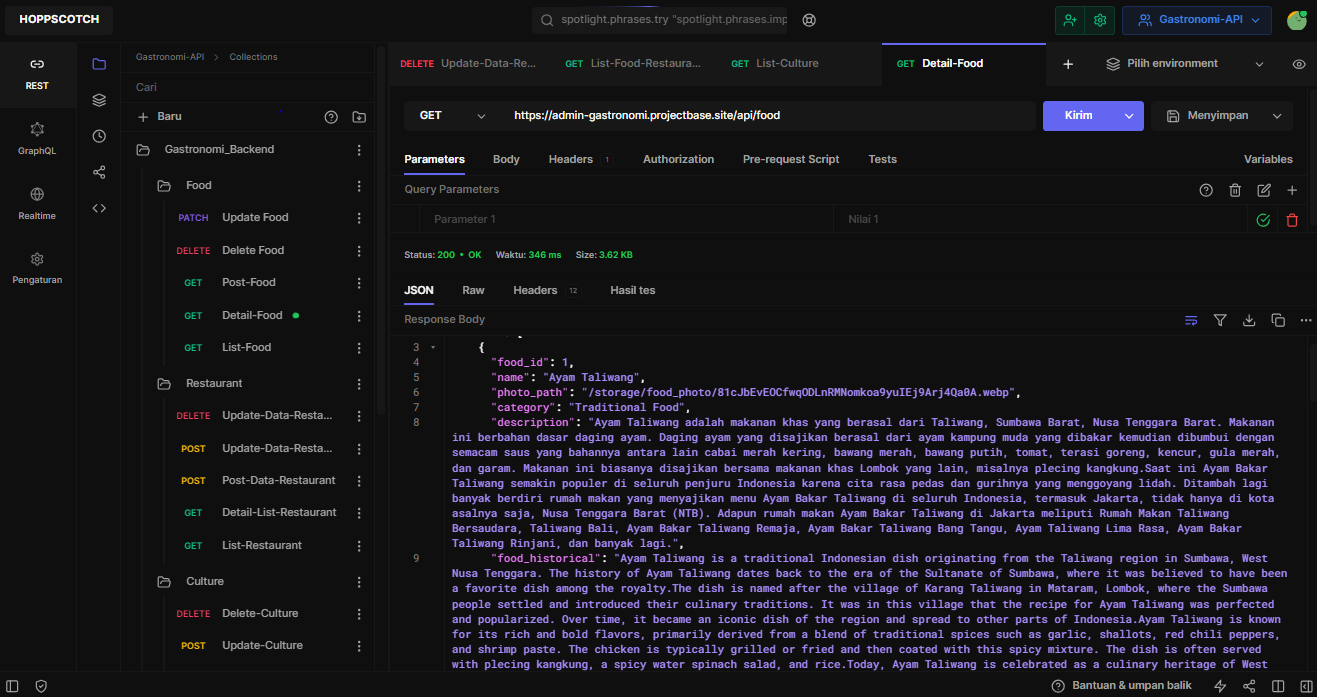 HOPPSCOTCH
spotlight.phrases.try "spotlight.phrases.imp
Gastronomi-API
REST
GraphQL
Realtime
Pengaturan
Gastronomi-API > Collections
Cari
+ Baru
Gastronomi_Backend
Food
PATCH Update Food
DELETE Delete Food
GET Post-Food
GET Detail-Food
GET List-Food
Restaurant
DELETE Update-Data-Resta...
POST Update-Data-Resta...
POST Post-Data-Restaurant
GET Detail-List-Restaurant
GET List-Restaurant
Culture
DELETE Delete-Culture
POST Update-Culture
DELETE Update-Data-Re...
GET List-Food-Restaura...
GET List-Culture
GET Detail-Food
+
Pilih environment
GET https://admin-gastronomi.projectbase.site/api/food
Kirim
Menyimpan
Parameters Body Headers 1 Authorization Pre-request Script Tests Variables
Query Parameters
Parameter 1 Nilai 1
Status: 200 • OK Waktu: 346 ms Size: 3.62 KB
JSON Raw Headers 12 Hasil tes
Response Body
3 {
4 "food_id": 1,
5 "name": "Ayam Taliwang",
6 "photo_path": "/storage/food_photo/81cJbEvEOCfwqODLnRMNomkoa9yuIEj9Arj4Qa0A.webp",
7 "category": "Traditional Food",
8 "description": "Ayam Taliwang adalah makanan khas yang berasal dari Taliwang, Sumbawa Barat, Nusa Tenggara Barat. Makanan
ini berbahan dasar daging ayam. Daging ayam yang disajikan berasal dari ayam kampung muda yang dibakar kemudian dibumbui dengan
semacam saus yang bahannya antara lain cabai merah kering, bawang merah, bawang putih, tomat, terasi goreng, kencur, gula merah,
dan garam. Makanan ini biasanya disajikan bersama makanan khas Lombok yang lain, misalnya plecing kangkung.Saat ini Ayam Bakar
Taliwang semakin populer di seluruh penjuru Indonesia karena cita rasa pedas dan gurihnya yang menggoyang lidah. Ditambah lagi
banyak berdiri rumah makan yang menyajikan menu Ayam Bakar Taliwang di seluruh Indonesia, termasuk Jakarta, tidak hanya di kota
asalnya saja, Nusa Tenggara Barat (NTB). Adapun rumah makan Ayam Bakar Taliwang di Jakarta meliputi Rumah Makan Taliwang
Bersaudara, Taliwang Bali, Ayam Bakar Taliwang Remaja, Ayam Bakar Taliwang Bang Tangu, Ayam Taliwang Lima Rasa, Ayam Bakar
Taliwang Rinjani, dan banyak lagi.",
9 "food_historical": "Ayam Taliwang is a traditional Indonesian dish originating from the Taliwang region in Sumbawa, West
Nusa Tenggara. The history of Ayam Taliwang dates back to the era of the Sultanate of Sumbawa, where it was believed to have been
a favorite dish among the royalty.The dish is named after the village of Karang Taliwang in Mataram, Lombok, where the Sumbawa
people settled and introduced their culinary traditions. It was in this village that the recipe for Ayam Taliwang was perfected
and popularized. Over time, it became an iconic dish of the region and spread to other parts of Indonesia.Ayam Taliwang is known
for its rich and bold flavors, primarily derived from a blend of traditional spices such as garlic, shallots, red chili peppers,
and shrimp paste. The chicken is typically grilled or fried and then coated with this spicy mixture. The dish is often served
with plecing kangkung, a spicy water spinach salad, and rice.Today, Ayam Taliwang is celebrated as a culinary heritage of West
Bantuan & umpan balik